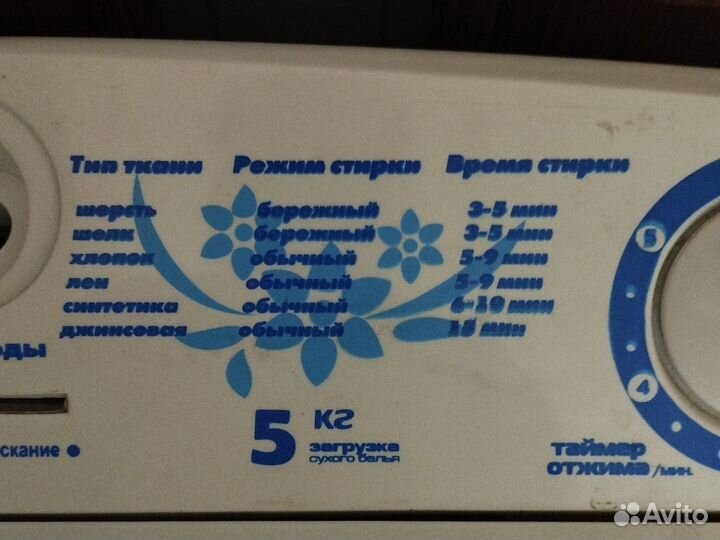 Тип ткани Режим стирки Время стирки
шерсть бережный 3-5 мин
шелк бережный 3-5 мин
хлопок обычный 5-9 мин
лен обычный 5-9 мин
синтетика обычный 6-10 мин
джинсовая обычный 15 мин
оды
5 кг
загрузка
сухого белья
скание
5
4
таймер
отжима /мин.
Avito